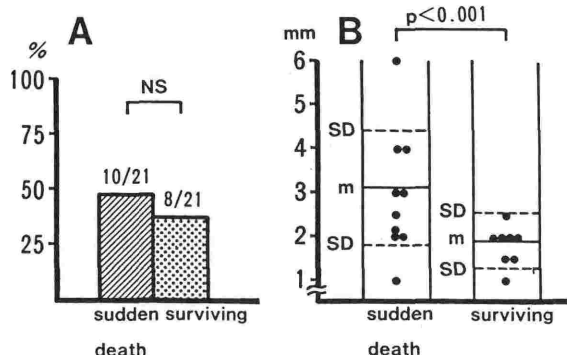 A
%
100
75
50
25
NS
10/21
8/21
sudden surviving
death
B
p<0.001
mm
6
5
4
3
2
1
SD
m
SD
SD
m
SD
sudden surviving
death